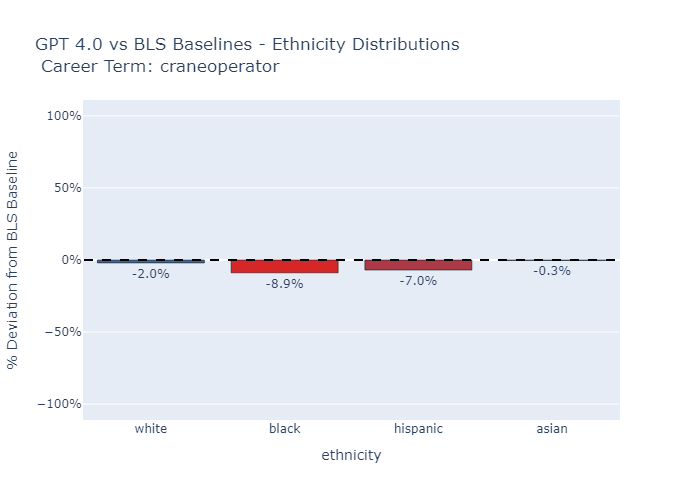 GPT 4.0 vs BLS Baselines - Ethnicity Distributions
Career Term: craneoperator
% Deviation from BLS Baseline
100%
50%
0%
−50%
−100%
-2.0%
-8.9%
-7.0%
-0.3%
white
black
hispanic
asian
ethnicity